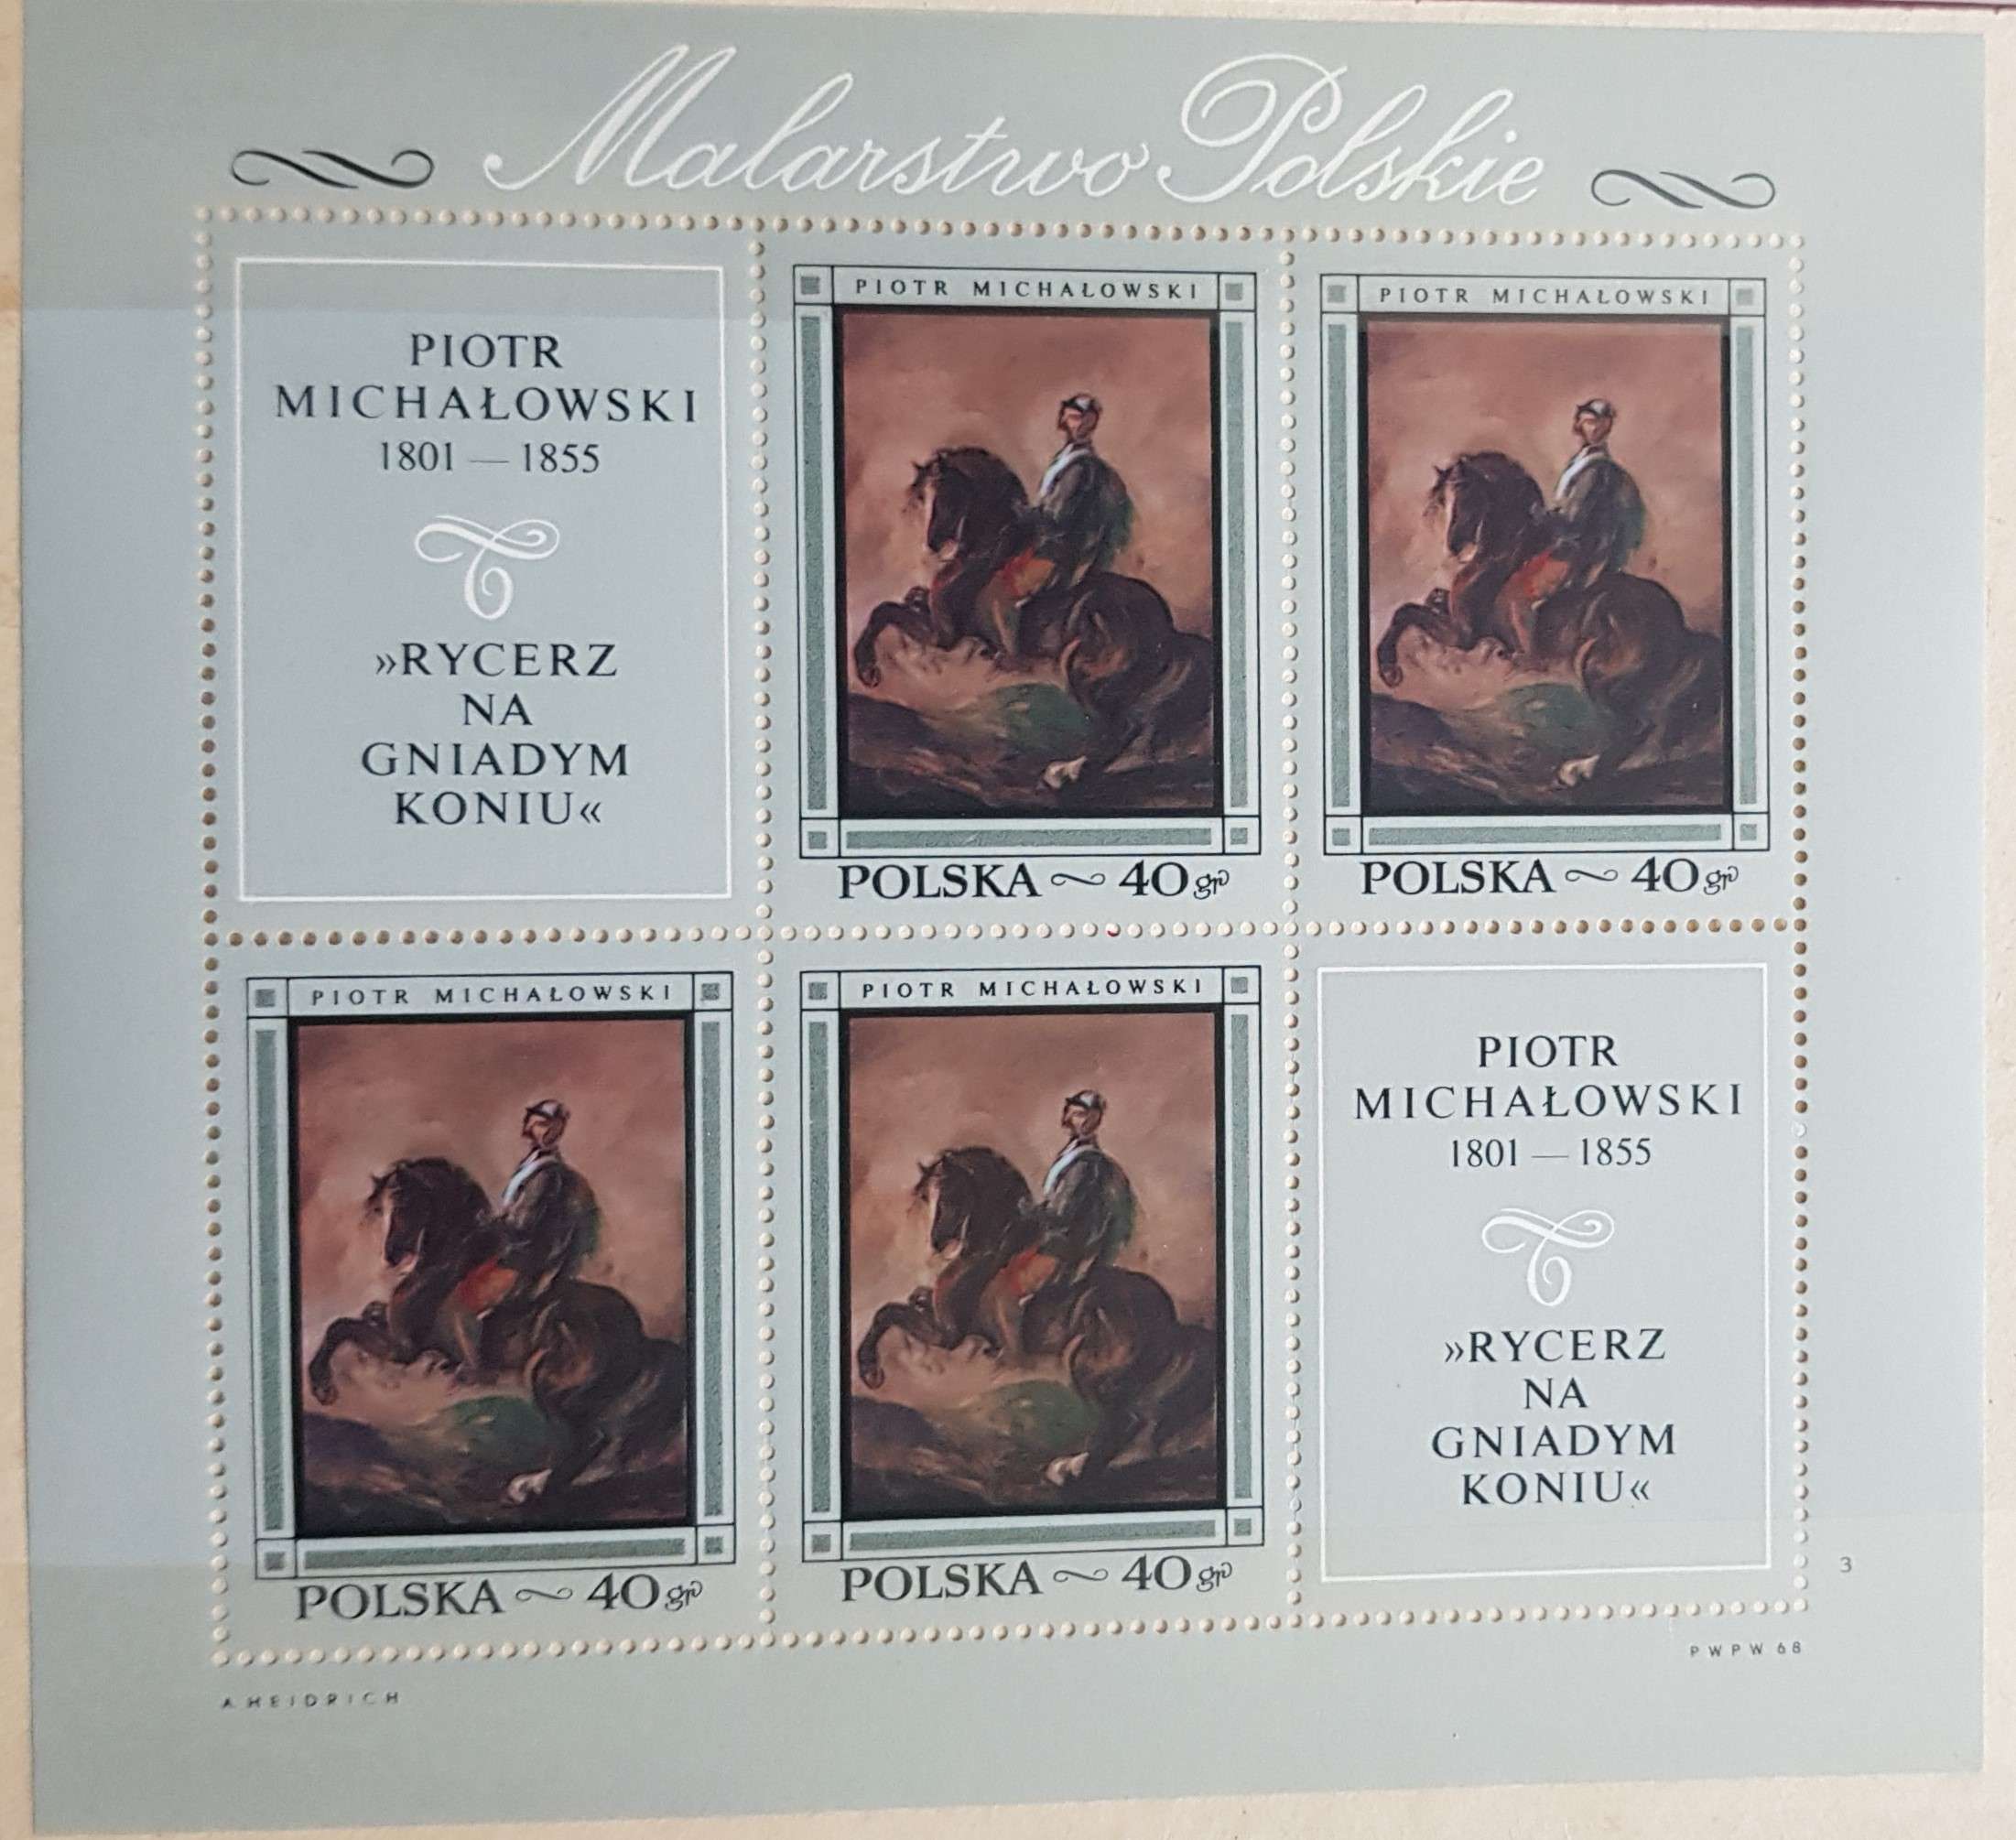 Malarstwo Polskie
PIOTR
MICHAŁOWSKI
1801 — 1855
»RYCERZ
NA
GNIADYM
KONIU«
PIOTR MICHAŁOWSKI
POLSKA ~ 40 gr
PIOTR MICHAŁOWSKI
POLSKA ~ 40 gr
PIOTR MICHAŁOWSKI
POLSKA ~ 40 gr
PIOTR MICHAŁOWSKI
POLSKA ~ 40 gr
PIOTR
MICHAŁOWSKI
1801 — 1855
»RYCERZ
NA
GNIADYM
KONIU«
3
PWPW 68
A. HEIDRICH